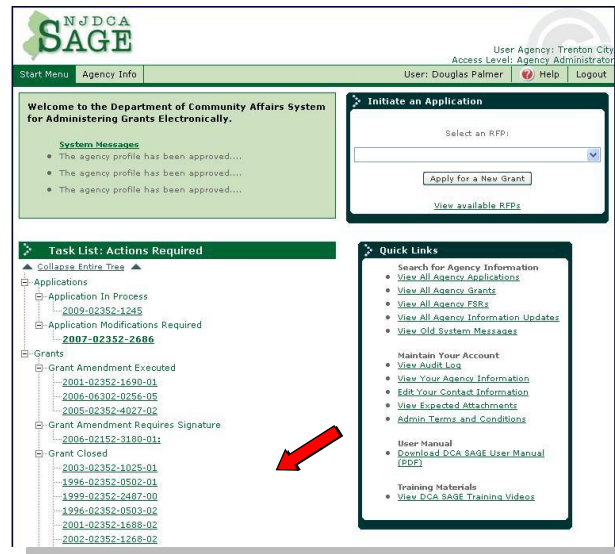 NJDCA
SAGE
User Agency: Trenton City
Access Level: Agency Administrator
Start Menu Agency Info User: Douglas Palmer Help Logout
Welcome to the Department of Community Affairs System
for Administering Grants Electronically.
System Messages
The agency profile has been approved....
The agency profile has been approved....
The agency profile has been approved....
Initiate an Application
Select an RFP:
Apply for a New Grant
View available RFPs
Task List: Actions Required
Collapse Entire Tree
Applications
Application In Process
2009-02352-1245
Application Modifications Required
2007-02352-2686
Grants
Grant Amendment Executed
2001-02352-1690-01
2006-06302-0256-05
2005-02352-4027-02
Grant Amendment Requires Signature
2006-02152-3180-01:
Grant Closed
2003-02352-1025-01
1996-02352-0502-01
1999-02352-2487-00
1996-02352-0503-02
2001-02352-1688-02
2002-02352-1268-02
Quick Links
Search for Agency Information
View All Agency Applications
View All Agency Grants
View All Agency FSRs
View All Agency Information Updates
View Old System Messages
Maintain Your Account
View Audit Log
View Your Agency Information
Edit Your Contact Information
View Expected Attachments
Admin Terms and Conditions
User Manual
Download DCA SAGE User Manual
(PDF)
Training Materials
View DCA SAGE Training Videos